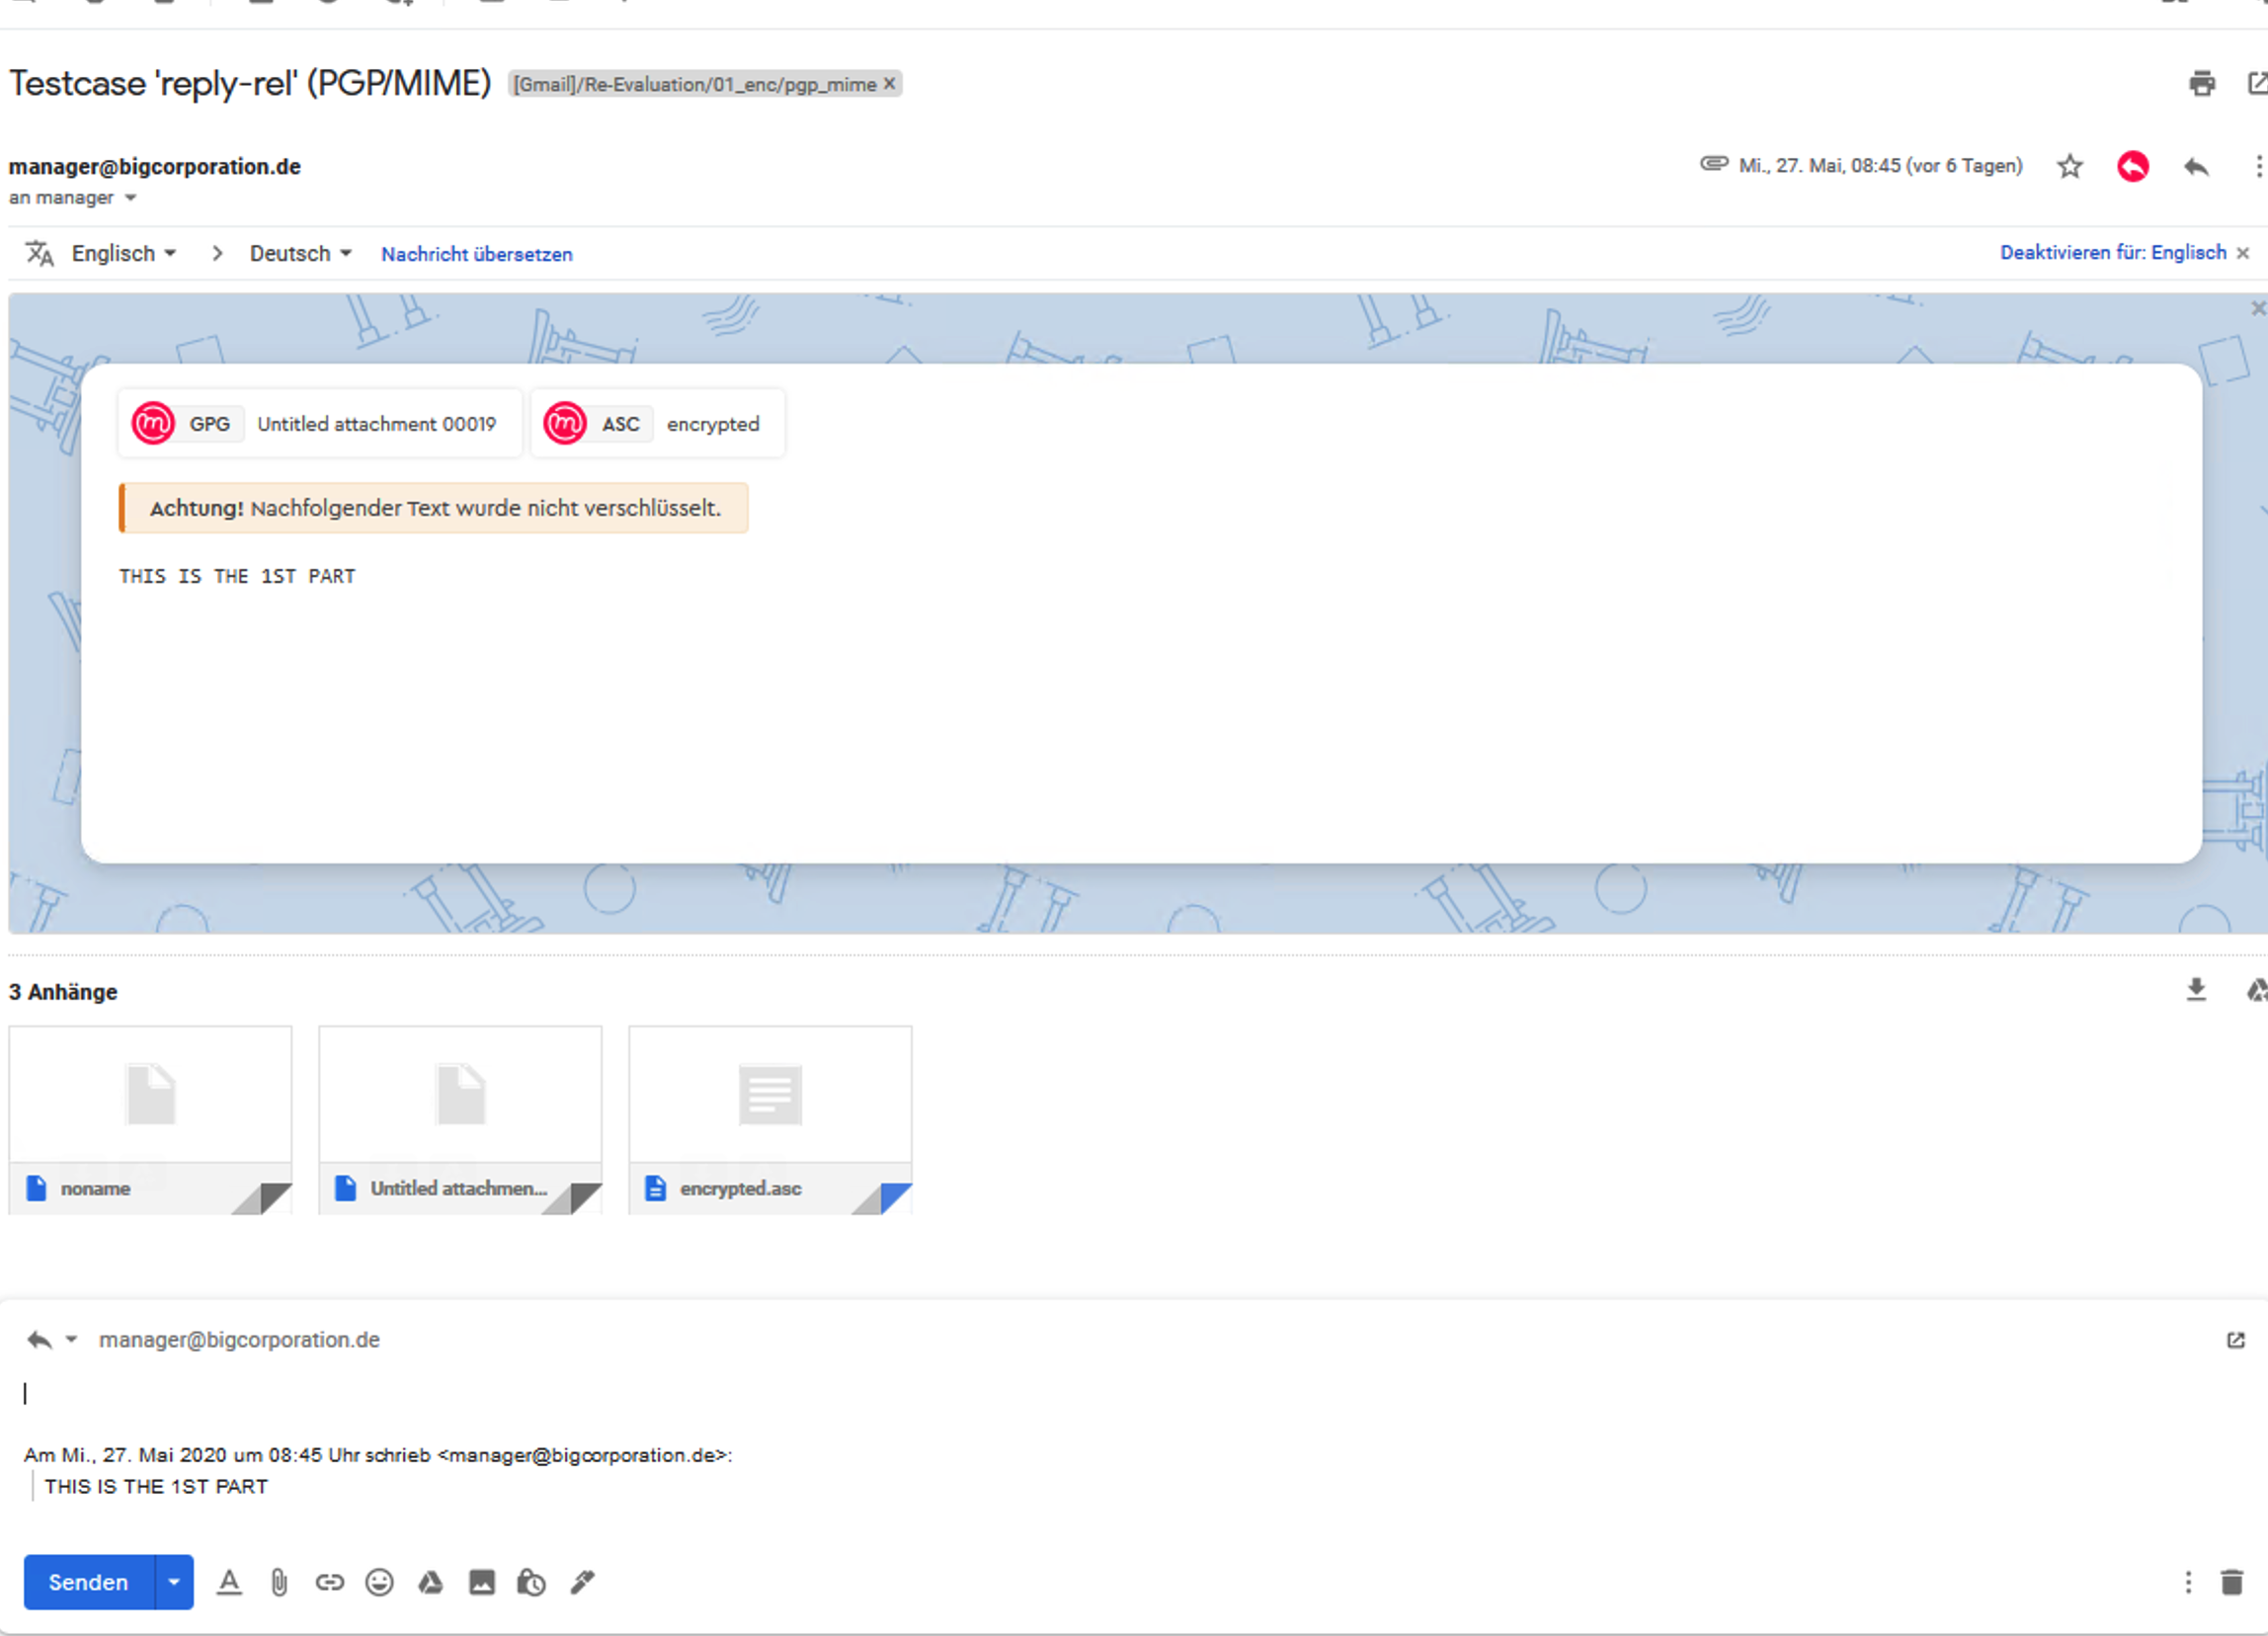 Testcase 'reply-rel' (PGP/MIME) [Gmail]/Re-Evaluation/01_enc/pgp_mime ×
manager@bigcorporation.de Mi., 27. Mai, 08:45 (vor 6 Tagen)
an manager
Englisch > Deutsch Nachricht übersetzen Deaktivieren für: Englisch ×
GPG Untitled attachment 00019 ASC encrypted
Achtung! Nachfolgender Text wurde nicht verschlüsselt.
THIS IS THE 1ST PART
3 Anhänge
noname Untitled attachmen... encrypted.asc
manager@bigcorporation.de
Am Mi., 27. Mai 2020 um 08:45 Uhr schrieb <manager@bigcorporation.de>:
THIS IS THE 1ST PART
Senden